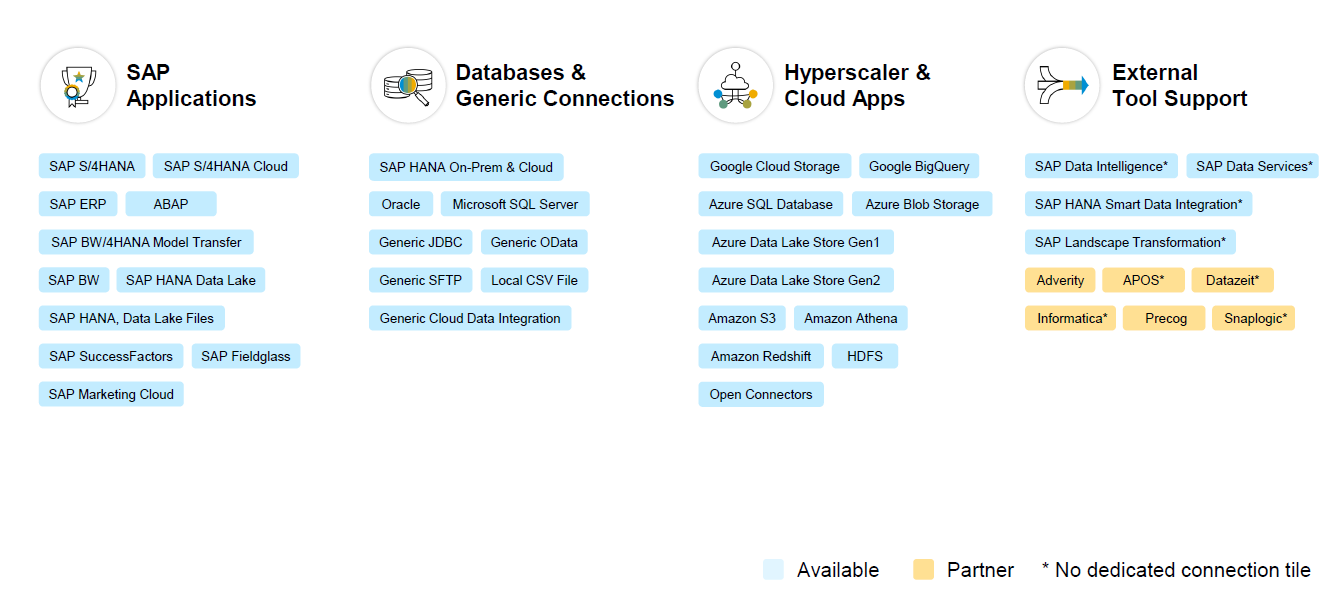 SAP
Applications
SAP S/4HANA
SAP S/4HANA Cloud
SAP ERP
ABAP
SAP BW/4HANA Model Transfer
SAP BW
SAP HANA Data Lake
SAP HANA, Data Lake Files
SAP SuccessFactors
SAP Fieldglass
SAP Marketing Cloud
Databases &
Generic Connections
SAP HANA On-Prem & Cloud
Oracle
Microsoft SQL Server
Generic JDBC
Generic OData
Generic SFTP
Local CSV File
Generic Cloud Data Integration
Hyperscaler &
Cloud Apps
Google Cloud Storage
Google BigQuery
Azure SQL Database
Azure Blob Storage
Azure Data Lake Store Gen1
Azure Data Lake Store Gen2
Amazon S3
Amazon Athena
Amazon Redshift
HDFS
Open Connectors
External
Tool Support
SAP Data Intelligence*
SAP Data Services*
SAP HANA Smart Data Integration*
SAP Landscape Transformation*
Adverity
APOS*
Datazeit*
Informatica*
Precog
Snaplogic*
Available
Partner
* No dedicated connection tile